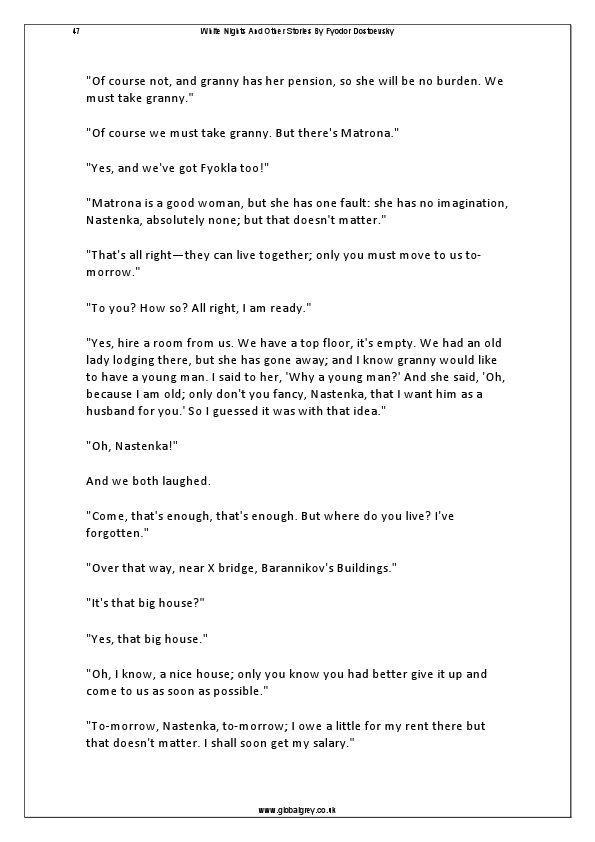 47 White Nights And Other Stories By Fyodor Dostoevsky
"Of course not, and granny has her pension, so she will be no burden. We
must take granny."
"Of course we must take granny. But there's Matrona."
"Yes, and we've got Fyokla too!"
"Matrona is a good woman, but she has one fault: she has no imagination,
Nastenka, absolutely none; but that doesn't matter."
"That's all right—they can live together; only you must move to us to-
morrow."
"To you? How so? All right, I am ready."
"Yes, hire a room from us. We have a top floor, it's empty. We had an old
lady lodging there, but she has gone away; and I know granny would like
to have a young man. I said to her, 'Why a young man?' And she said, 'Oh,
because I am old; only don't you fancy, Nastenka, that I want him as a
husband for you.' So I guessed it was with that idea."
"Oh, Nastenka!"
And we both laughed.
"Come, that's enough, that's enough. But where do you live? I've
forgotten."
"Over that way, near X bridge, Barannikov's Buildings."
"It's that big house?"
"Yes, that big house."
"Oh, I know, a nice house; only you know you had better give it up and
come to us as soon as possible."
"To-morrow, Nastenka, to-morrow; I owe a little for my rent there but
that doesn't matter. I shall soon get my salary."
www.globalgrey.co.uk